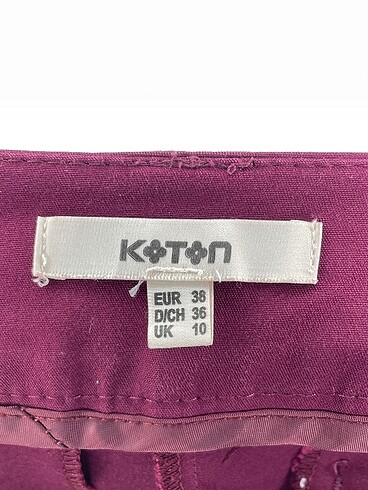 KOTON
EUR 38
D/CH 36
UK 10